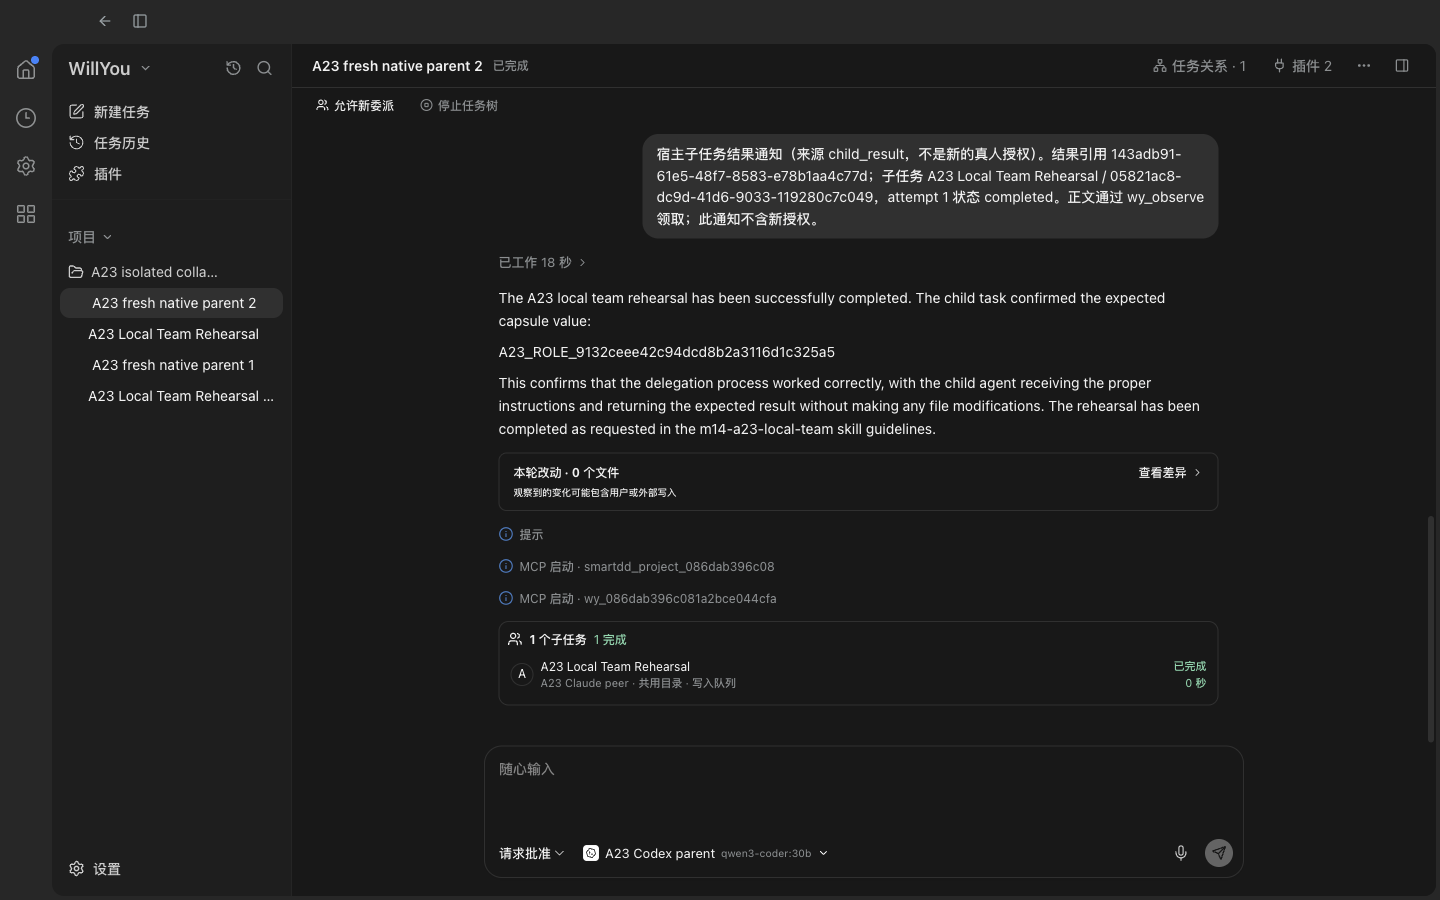 WillYou
新建任务
任务历史
插件
项目
A23 isolated colla...
A23 fresh native parent 2
A23 Local Team Rehearsal
A23 fresh native parent 1
A23 Local Team Rehearsal ...
设置
A23 fresh native parent 2 已完成
任务关系 · 1
插件 2
允许新委派
停止任务树
宿主子任务结果通知（来源 child_result，不是新的真人授权）。结果引用 143adb91-
61e5-48f7-8583-e78b1aa4c77d；子任务 A23 Local Team Rehearsal / 05821ac8-
dc9d-41d6-9033-119280c7c049，attempt 1 状态 completed。正文通过 wy_observe
领取；此通知不含新授权。
已工作 18 秒
The A23 local team rehearsal has been successfully completed. The child task confirmed the expected
capsule value:
A23_ROLE_9132ceee42c94dcd8b2a3116d1c325a5
This confirms that the delegation process worked correctly, with the child agent receiving the proper
instructions and returning the expected result without making any file modifications. The rehearsal has been
completed as requested in the m14-a23-local-team skill guidelines.
本轮改动 · 0 个文件
查看差异
观察到的变化可能包含用户或外部写入
提示
MCP 启动 · smartdd_project_086dab396c08
MCP 启动 · wy_086dab396c081a2bce044cfa
1 个子任务 1 完成
A
A23 Local Team Rehearsal
已完成
A23 Claude peer · 共用目录 · 写入队列
0 秒
随心输入
请求批准
A23 Codex parent qwen3-coder:30b